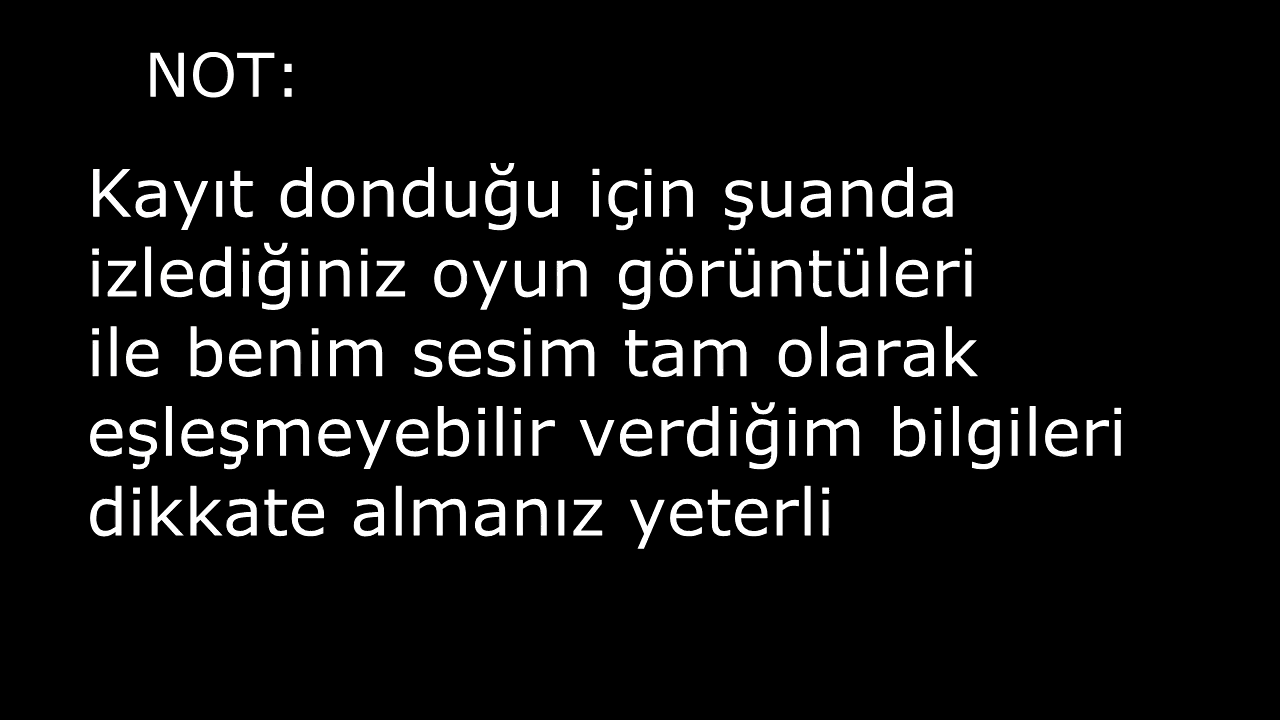 NOT:
Kayıt donduğu için şuanda
izlediğiniz oyun görüntüleri
ile benim sesim tam olarak
eşleşmeyebilir verdiğim bilgileri
dikkate almanız yeterli